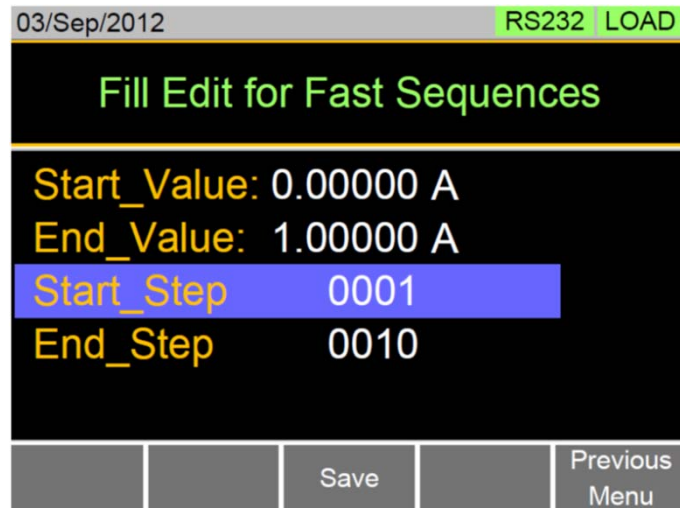 03/Sep/2012 RS232 LOAD
Fill Edit for Fast Sequences
Start_Value: 0.00000 A
End_Value: 1.00000 A
Start_Step 0001
End_Step 0010
Save Previous
Menu